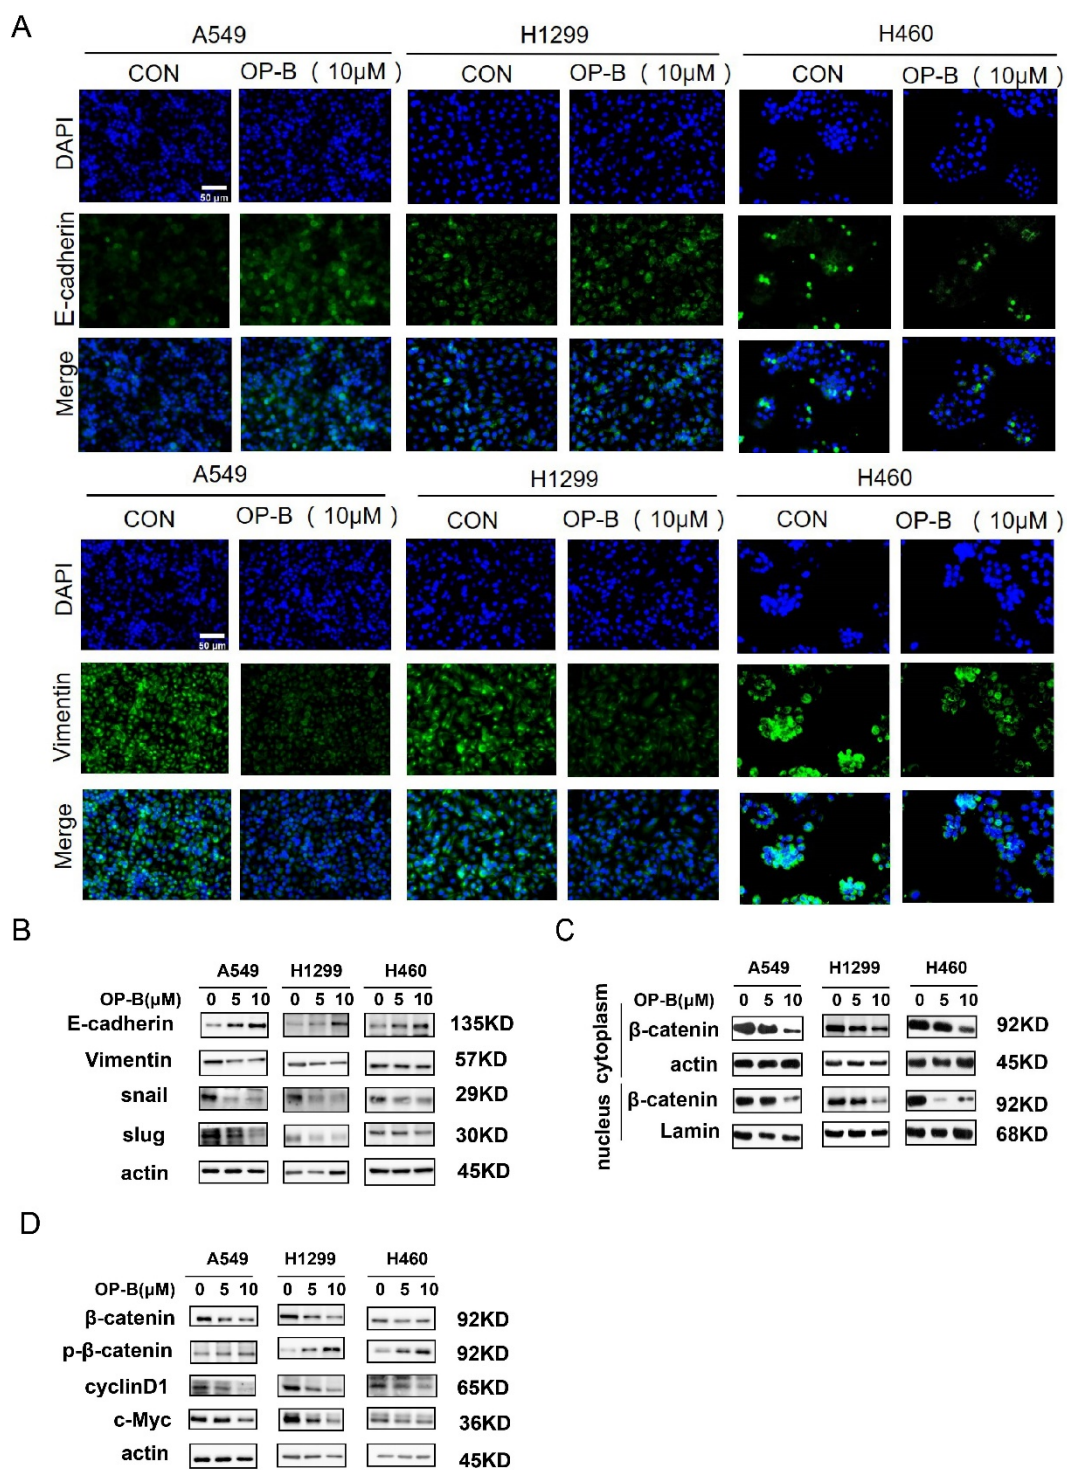 A
A549 H1299 H460
CON OP-B ( 10μM ) CON OP-B ( 10μM ) CON OP-B ( 10μM )
DAPI
50 μm
E-cadherin
Merge
A549 H1299 H460
CON OP-B ( 10μM ) CON OP-B ( 10μM ) CON OP-B ( 10μM )
DAPI
50 μm
Vimentin
Merge
B
A549 H1299 H460
OP-B(μM) 0 5 10 0 5 10 0 5 10
E-cadherin 135KD
Vimentin 57KD
snail 29KD
slug 30KD
actin 45KD
C
A549 H1299 H460
OP-B(μM) 0 5 10 0 5 10 0 5 10
cytoplasm
β-catenin 92KD
actin 45KD
nucleus
β-catenin 92KD
Lamin 68KD
D
A549 H1299 H460
OP-B(μM) 0 5 10 0 5 10 0 5 10
β-catenin 92KD
p-β-catenin 92KD
cyclinD1 65KD
c-Myc 36KD
actin 45KD